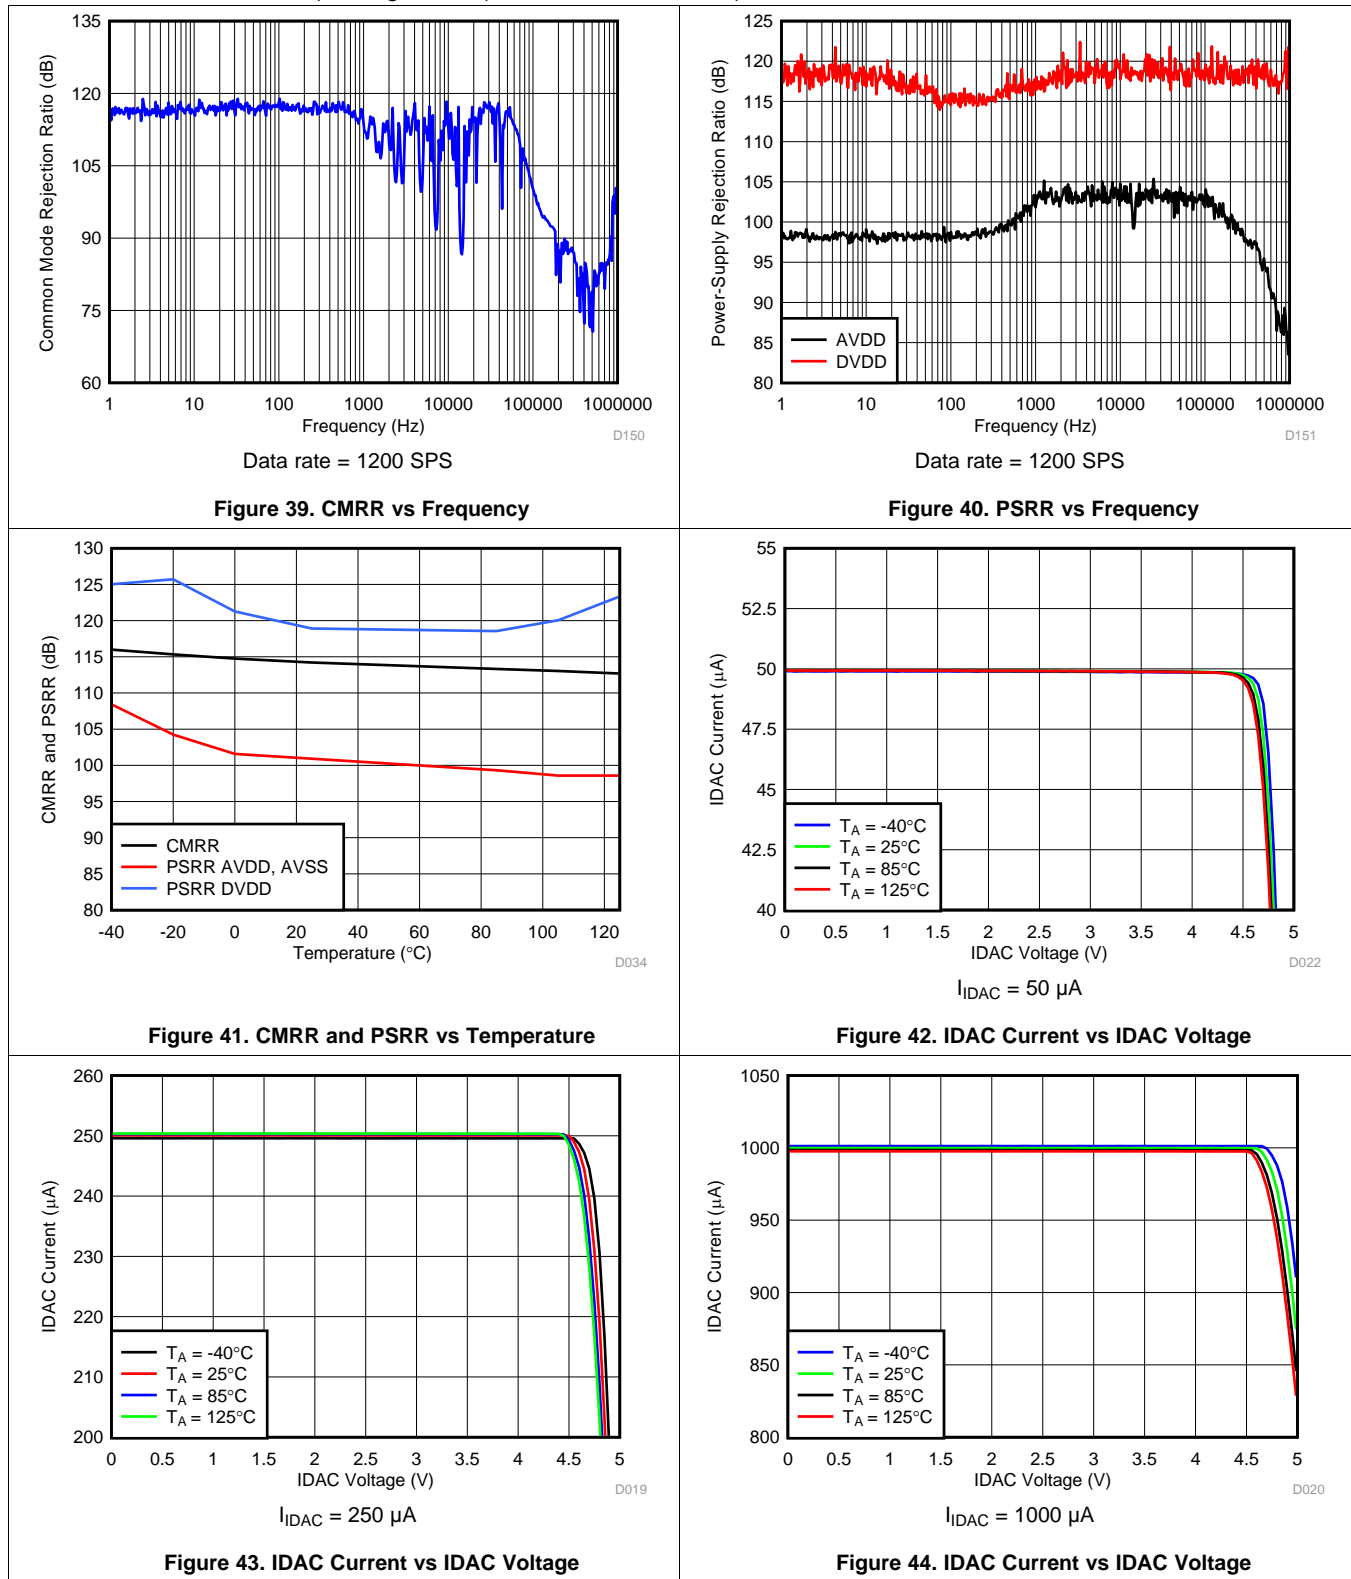 135
120
105
90
75
60
Common Mode Rejection Ratio (dB)
1 10 100 1000 10000 100000 1000000
Frequency (Hz)
D150
Data rate = 1200 SPS
Figure 39. CMRR vs Frequency
125
120
115
110
105
100
95
90
85
80
Power-Supply Rejection Ratio (dB)
AVDD
DVDD
1 10 100 1000 10000 100000 1000000
Frequency (Hz)
D151
Data rate = 1200 SPS
Figure 40. PSRR vs Frequency
130
125
120
115
110
105
100
95
90
85
80
CMRR and PSRR (dB)
CMRR
PSRR AVDD, AVSS
PSRR DVDD
-40 -20 0 20 40 60 80 100 120
Temperature (°C)
D034
Figure 41. CMRR and PSRR vs Temperature
55
52.5
50
47.5
45
42.5
40
IDAC Current (µA)
TA = -40°C
TA = 25°C
TA = 85°C
TA = 125°C
0 0.5 1 1.5 2 2.5 3 3.5 4 4.5 5
IDAC Voltage (V)
D022
IIDAC = 50 µA
Figure 42. IDAC Current vs IDAC Voltage
260
250
240
230
220
210
200
IDAC Current (µA)
TA = -40°C
TA = 25°C
TA = 85°C
TA = 125°C
0 0.5 1 1.5 2 2.5 3 3.5 4 4.5 5
IDAC Voltage (V)
D019
IIDAC = 250 µA
Figure 43. IDAC Current vs IDAC Voltage
1050
1000
950
900
850
800
IDAC Current (µA)
TA = -40°C
TA = 25°C
TA = 85°C
TA = 125°C
0 0.5 1 1.5 2 2.5 3 3.5 4 4.5 5
IDAC Voltage (V)
D020
IIDAC = 1000 µA
Figure 44. IDAC Current vs IDAC Voltage